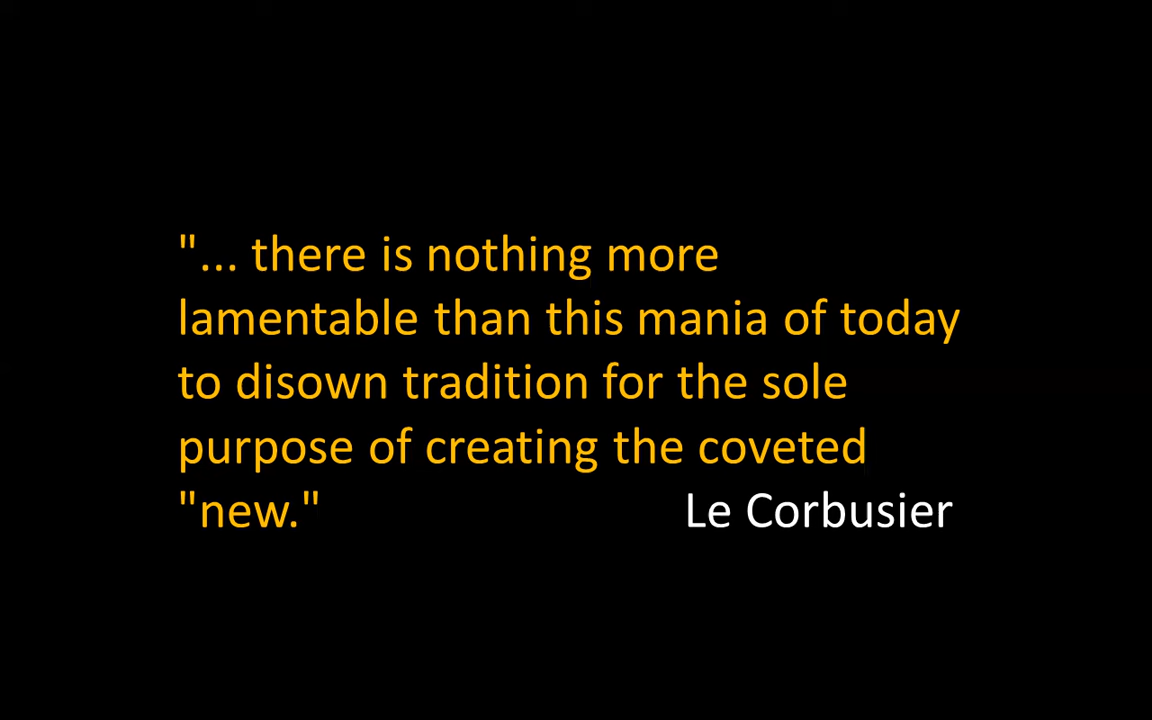 "... there is nothing more
lamentable than this mania of today
to disown tradition for the sole
purpose of creating the coveted
"new." Le Corbusier